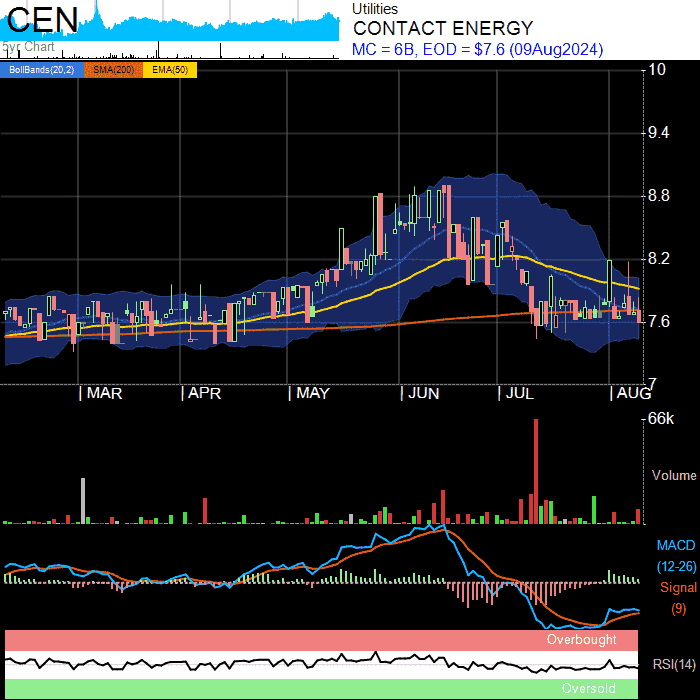 CEN
5yr Chart
Utilities
CONTACT ENERGY
MC = 6B, EOD = $7.6 (09Aug2024)
BollBands(20,2) SMA(200) EMA(50)
10
9.4
8.8
8.2
7.6
7
| MAR | APR | MAY | JUN | JUL | AUG
66k
Volume
MACD
(12-26)
Signal
(9)
Overbought
RSI(14)
Oversold